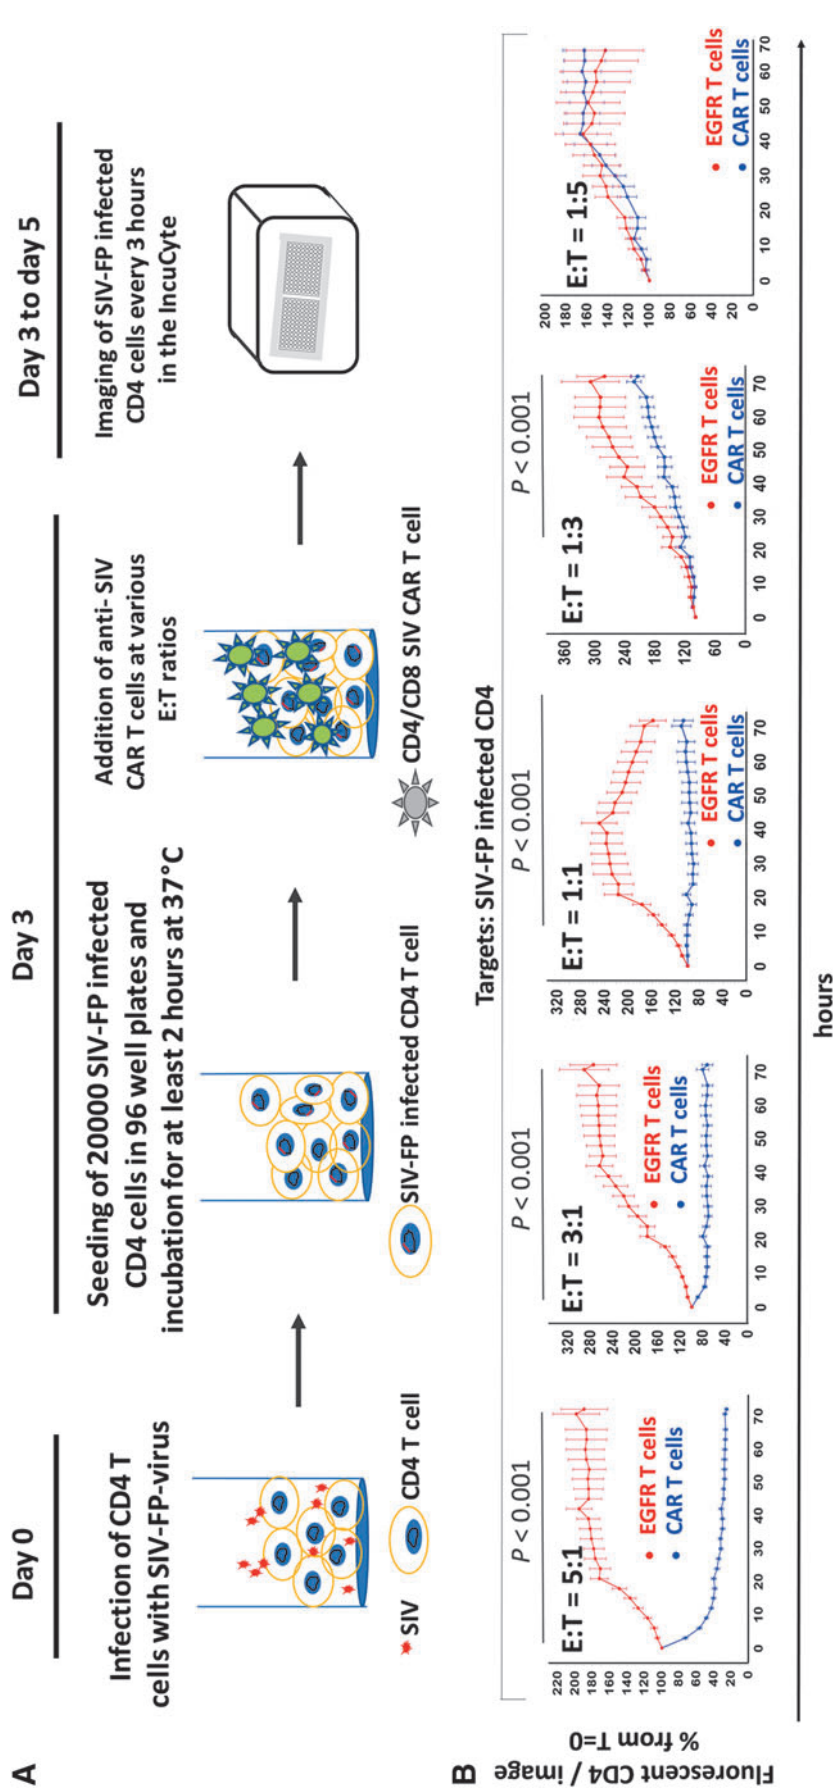 A
Day 0
Day 3
Day 3 to day 5
Infection of CD4 T
cells with SIV-FP-virus
Seeding of 20000 SIV-FP infected
CD4 cells in 96 well plates and
incubation for at least 2 hours at 37°C
Addition of anti- SIV
CAR T cells at various
E:T ratios
Imaging of SIV-FP infected
CD4 cells every 3 hours
in the IncuCyte
SIV
CD4 T cell
SIV-FP infected CD4 T cell
CD4/CD8 SIV CAR T cell
B
Targets: SIV-FP infected CD4
Fluorescent CD4 / image
% from T=0
P < 0.001
E:T = 5:1
220
200
180
160
140
120
100
80
60
40
20
0
EGFR T cells
CAR T cells
0 10 20 30 40 50 60 70
P < 0.001
E:T = 3:1
320
280
240
200
160
120
80
40
0
EGFR T cells
CAR T cells
0 10 20 30 40 50 60 70
P < 0.001
E:T = 1:1
320
280
240
200
160
120
80
40
0
EGFR T cells
CAR T cells
0 10 20 30 40 50 60 70
P < 0.001
E:T = 1:3
360
300
240
180
120
60
0
EGFR T cells
CAR T cells
0 10 20 30 40 50 60 70
E:T = 1:5
200
180
160
140
120
100
80
60
40
20
0
EGFR T cells
CAR T cells
0 10 20 30 40 50 60 70
hours